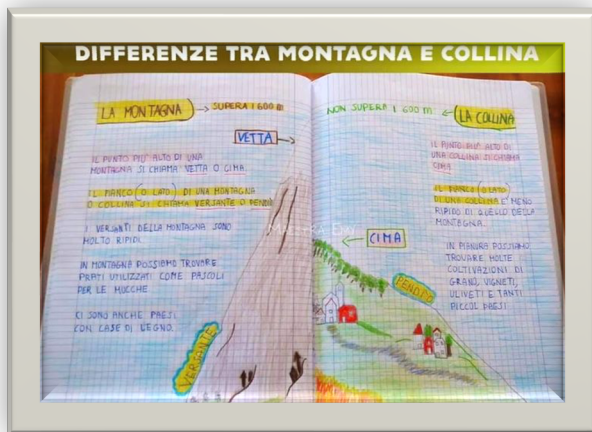 DIFFERENZE TRA MONTAGNA E COLLINA
LA MONTAGNA → SUPERA I 600 m
VETTA →
IL PUNTO PIU' ALTO DI UNA
MONTAGNA SI CHIAMA VETTA O CIMA.
IL FIANCO (O LATO) DI UNA MONTAGNA
O COLLINA SI CHIAMA VERSANTE O PENDIO
I VERSANTI DELLA MONTAGNA SONO
MOLTO RIPIDI.
IN MONTAGNA POSSIAMO TROVARE
PRATI UTILIZZATI COME PASCOLI
PER LE MUCCHE
CI SONO ANCHE PAESI
CON CASE DI LEGNO.
VERSANTE
NON SUPERA I 600 m ← LA COLLINA
IL PUNTO PIU' ALTO DI
UNA COLLINA SI CHIAMA
CIMA
IL FIANCO (O LATO)
DI UNA COLLINA È MENO
RIPIDO DI QUELLO DELLA
MONTAGNA.
← CIMA
IN PIANURA POSSIAMO
TROVARE MOLTE
COLTIVAZIONI DI
GRANO, VIGNETI,
ULIVETI E TANTI
PICCOLI PAESI
PENDIO